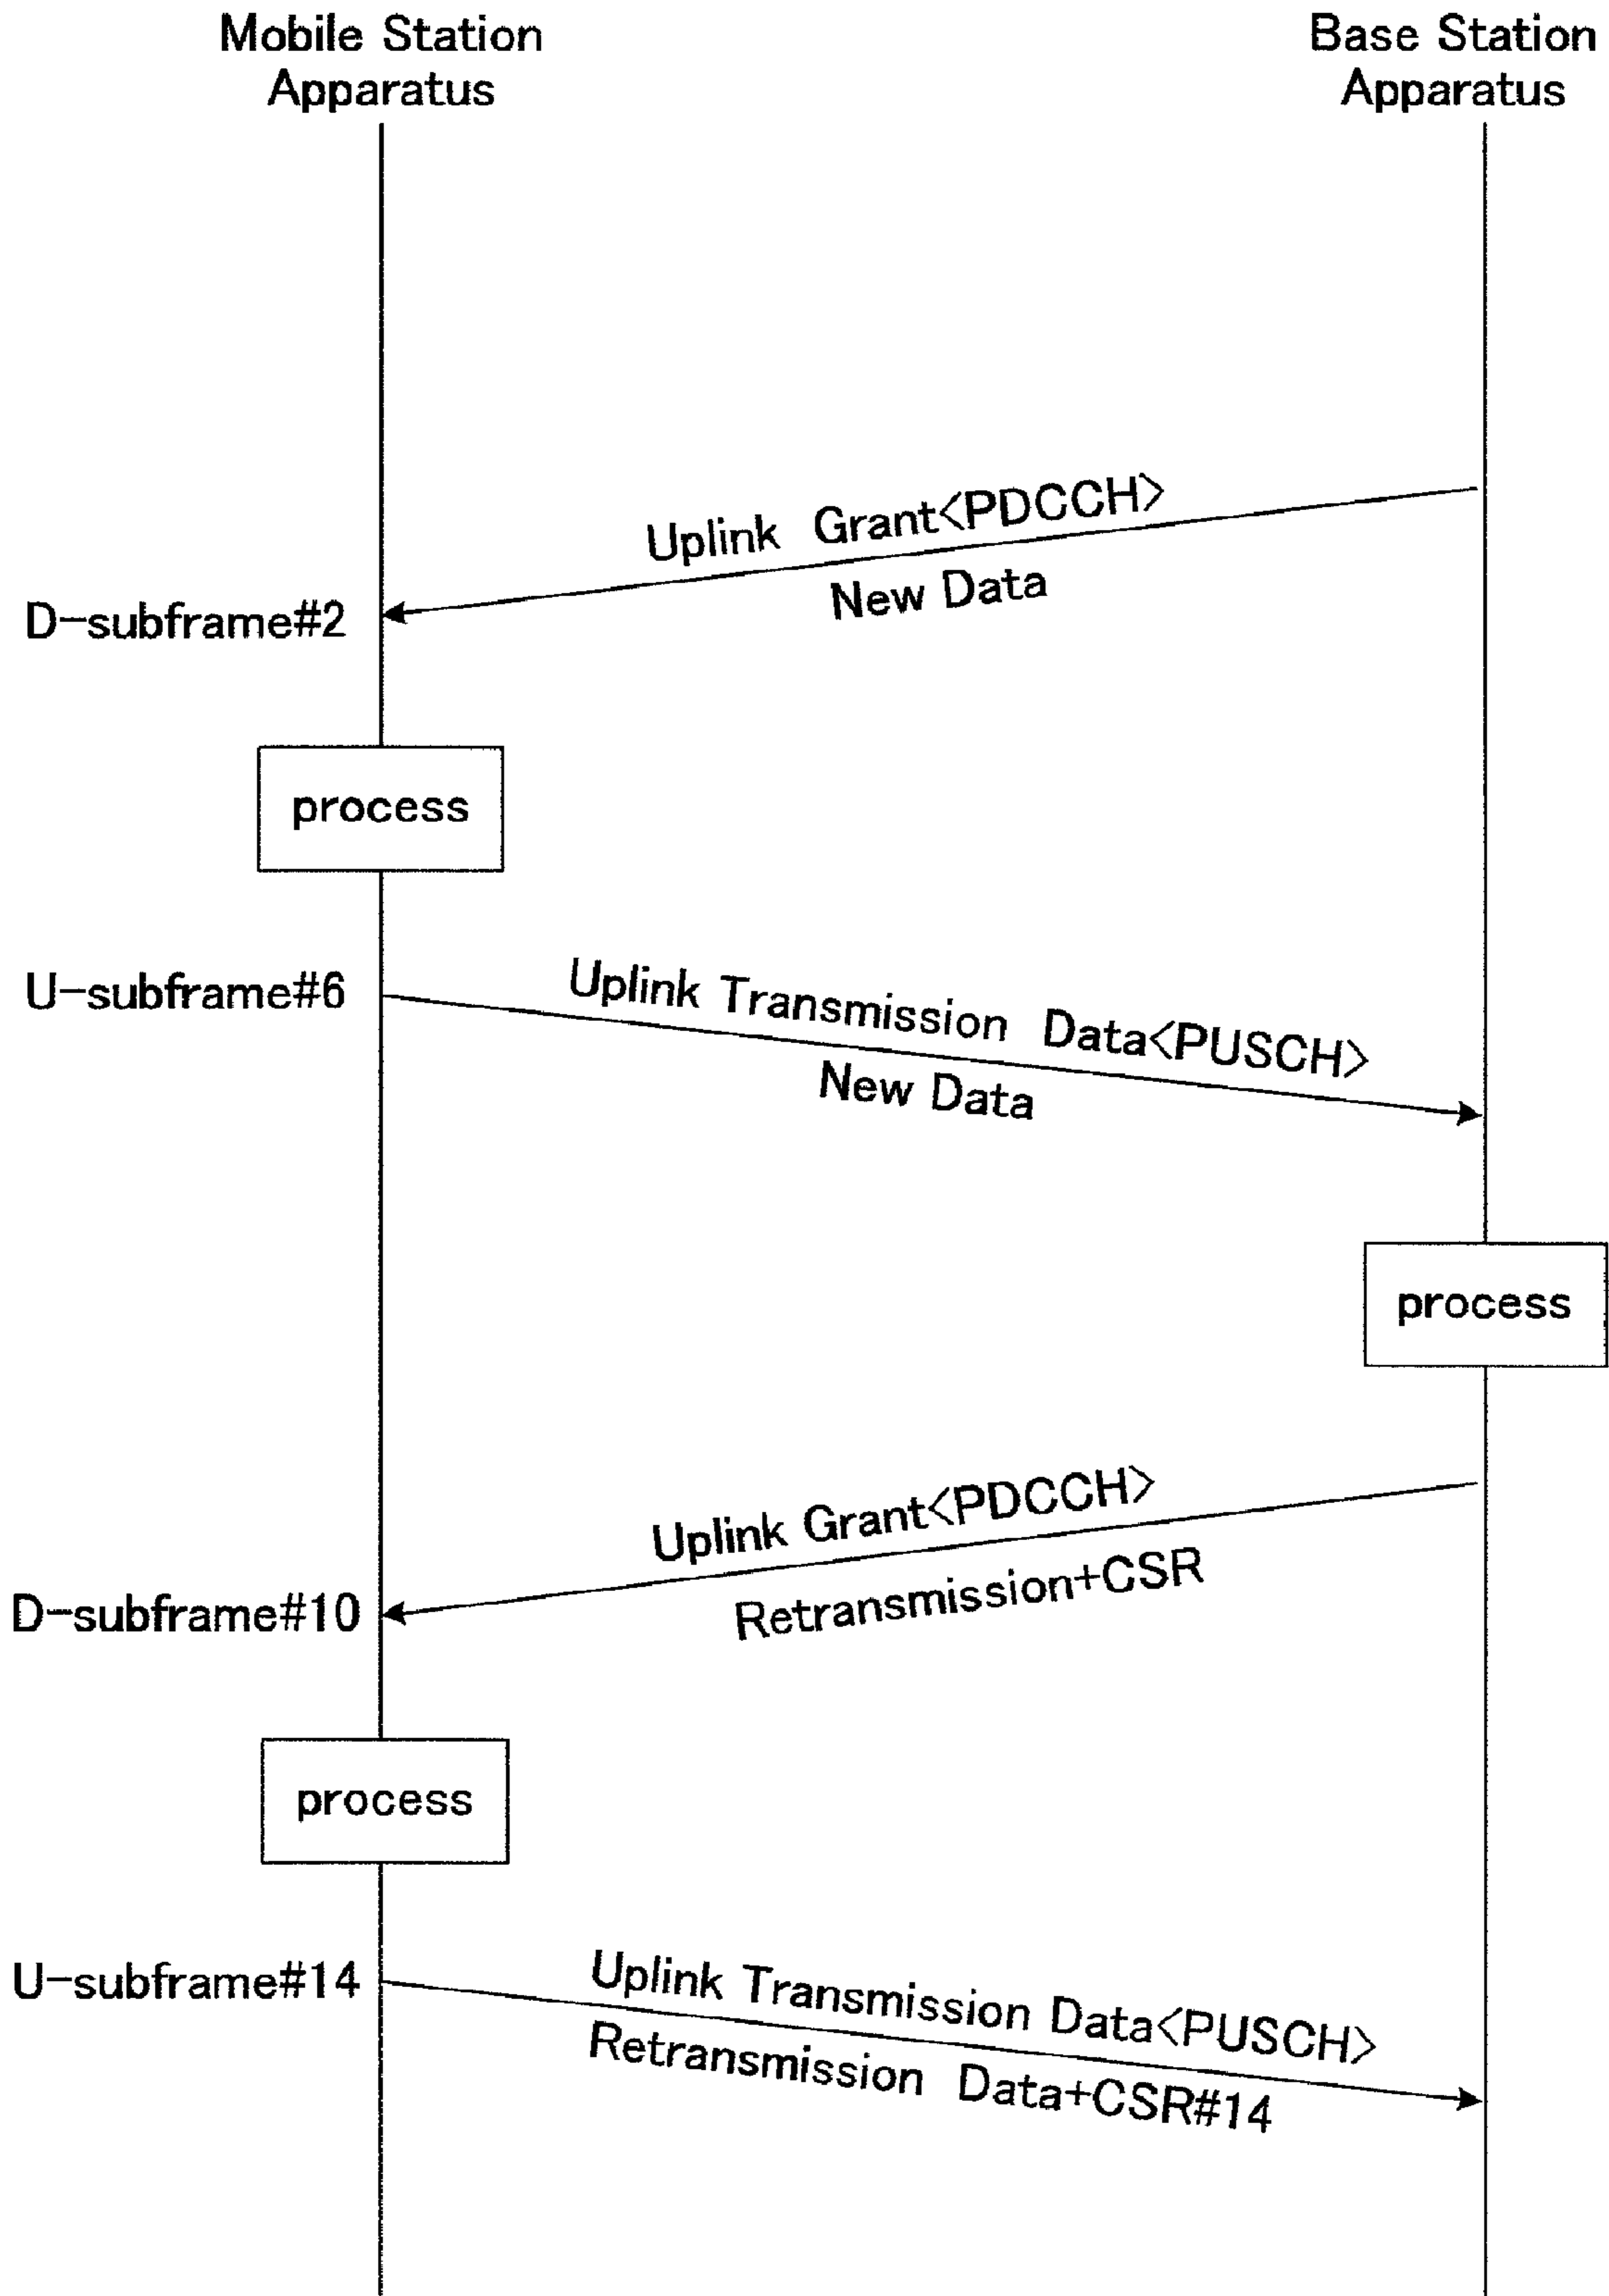 Mobile Station
Apparatus
Base Station
Apparatus
Uplink Grant<PDCCH>
New Data
D-subframe#2
process
U-subframe#6
Uplink Transmission Data<PUSCH>
New Data
process
Uplink Grant<PDCCH>
Retransmission+CSR
D-subframe#10
process
U-subframe#14
Uplink Transmission Data<PUSCH>
Retransmission Data+CSR#14